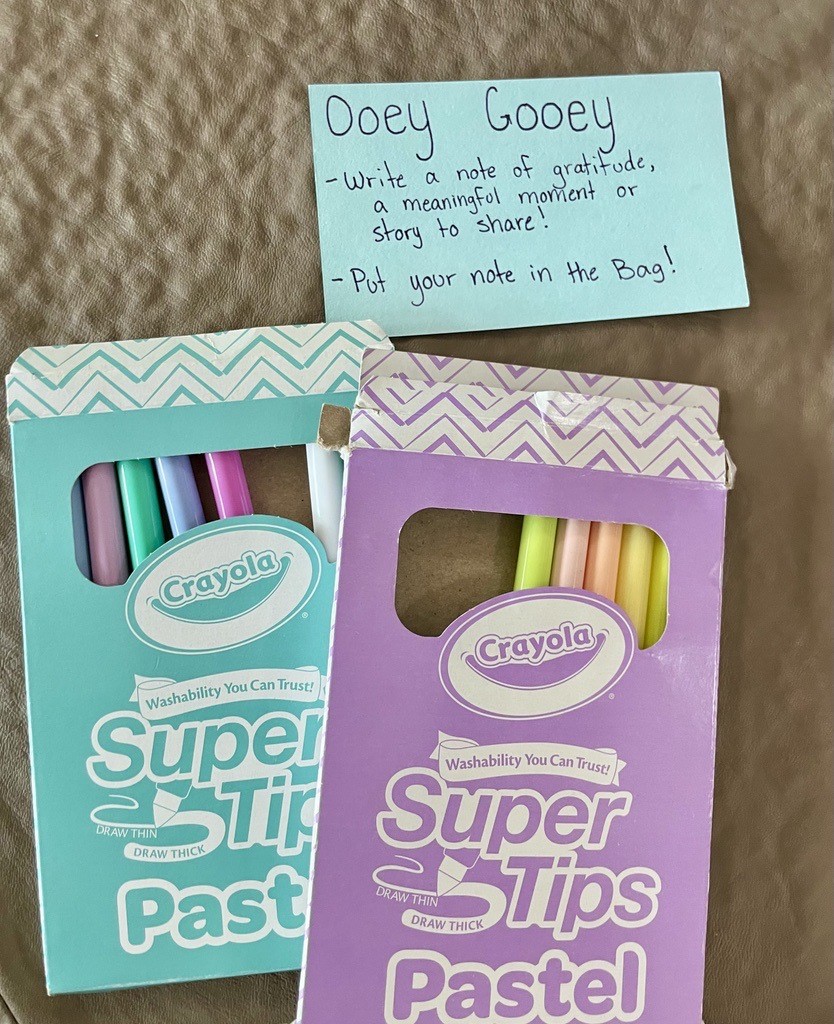 Ooey Gooey
- Write a note of gratitude,
a meaningful moment or
story to share!
- Put your note in the Bag!
Crayola
Washability You Can Trust!
Super
Tip
DRAW THIN
DRAW THICK
Past
Crayola
Washability You Can Trust!
Super
Tips
DRAW THIN
DRAW THICK
Pastel